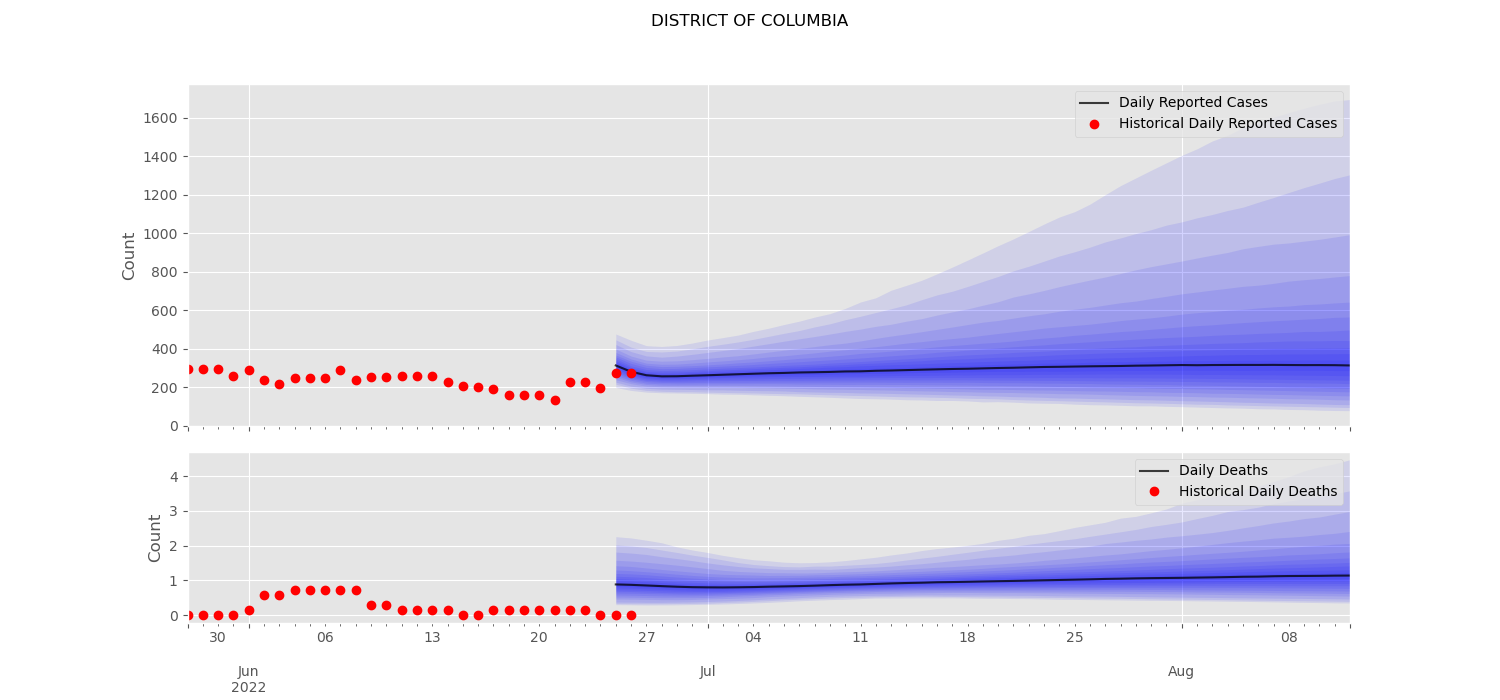 DISTRICT OF COLUMBIA
Daily Reported Cases
Historical Daily Reported Cases
1600
1400
1200
1000
800
600
400
200
0
Count
Daily Deaths
Historical Daily Deaths
4
3
2
1
0
Count
30 06 13 20 27 04 11 18 25 08
Jun Jul Aug
2022